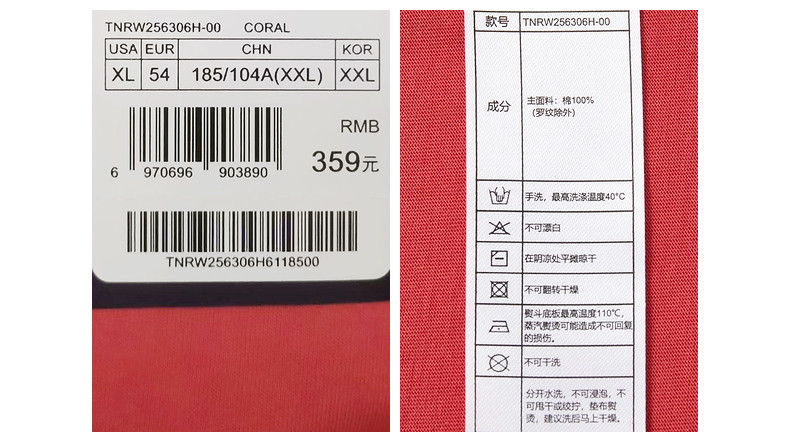 TNRW256306H-00 CORAL
USA EUR CHN KOR
XL 54 185/104A(XXL) XXL
RMB
359元
6 970696 903890
TNRW256306H6118500
款号 TNRW256306H-00
成分 主面料：棉100%
（罗纹除外）
手洗，最高洗涤温度40°C
不可漂白
在阴凉处平摊晾干
不可翻转干燥
熨斗底板最高温度110℃，
蒸汽熨烫可能造成不可回复
的损伤。
不可干洗
分开水洗，不可浸泡，不
可甩干或绞拧，垫布熨
烫，建议洗后马上干燥。